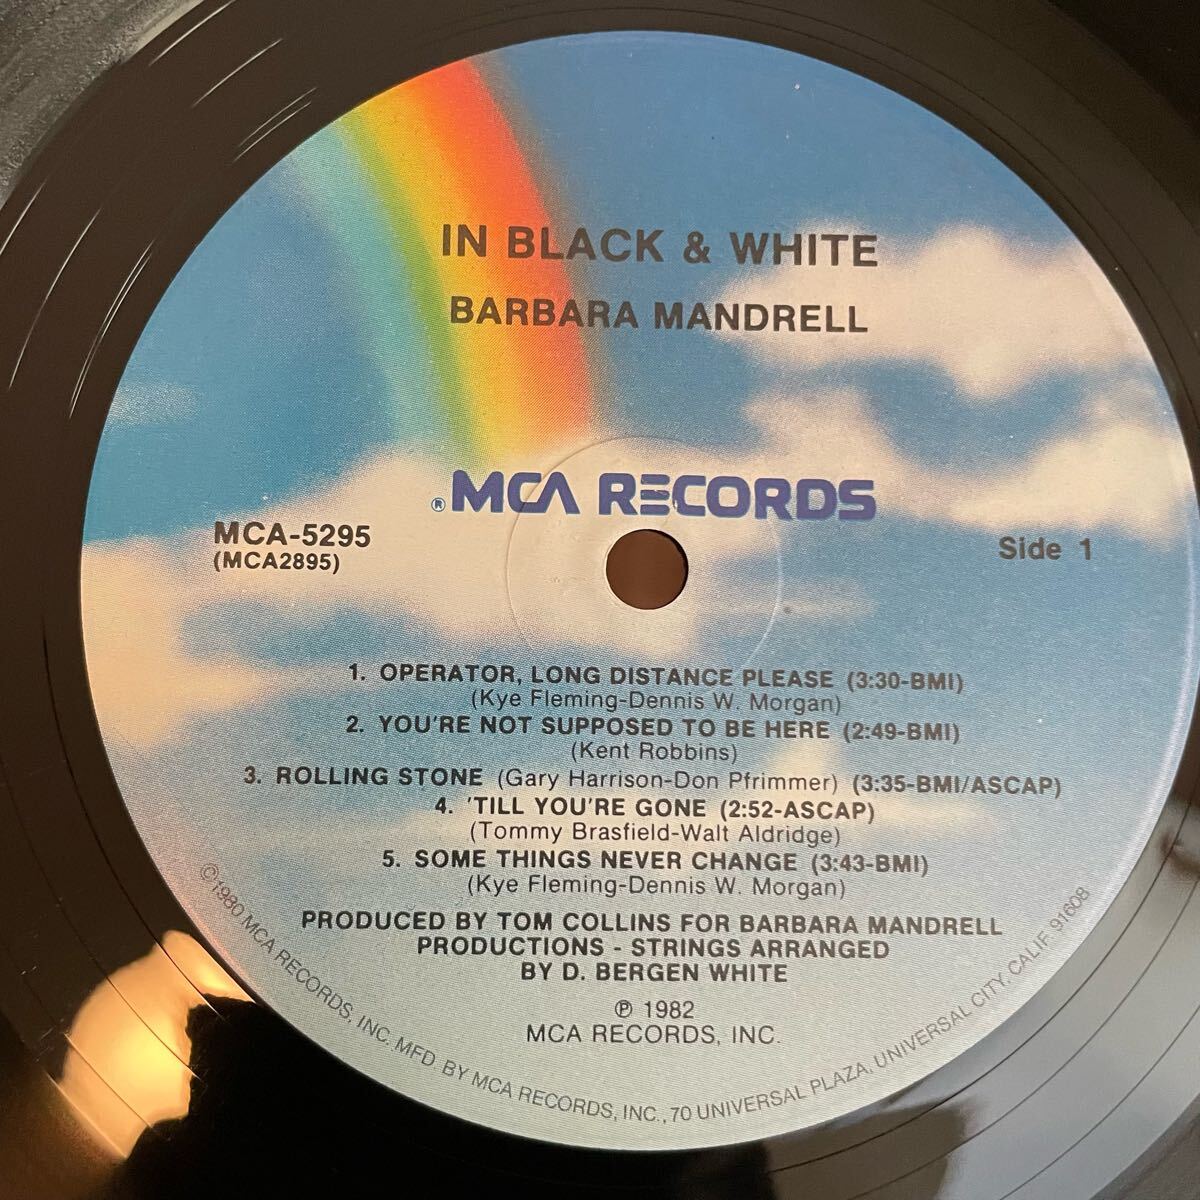 IN BLACK & WHITE
BARBARA MANDRELL
® MCA RECORDS
MCA-5295
(MCA2895)
Side 1
1. OPERATOR, LONG DISTANCE PLEASE (3:30-BMI)
(Kye Fleming-Dennis W. Morgan)
2. YOU'RE NOT SUPPOSED TO BE HERE (2:49-BMI)
(Kent Robbins)
3. ROLLING STONE (Gary Harrison-Don Pfrimmer) (3:35-BMI/ASCAP)
4. 'TILL YOU'RE GONE (2:52-ASCAP)
(Tommy Brasfield-Walt Aldridge)
5. SOME THINGS NEVER CHANGE (3:43-BMI)
(Kye Fleming-Dennis W. Morgan)
PRODUCED BY TOM COLLINS FOR BARBARA MANDRELL
PRODUCTIONS - STRINGS ARRANGED
BY D. BERGEN WHITE
℗ 1982
MCA RECORDS, INC.
©1980 MCA RECORDS, INC. MFD. BY MCA RECORDS, INC., 70 UNIVERSAL PLAZA, UNIVERSAL CITY, CALIF. 91608